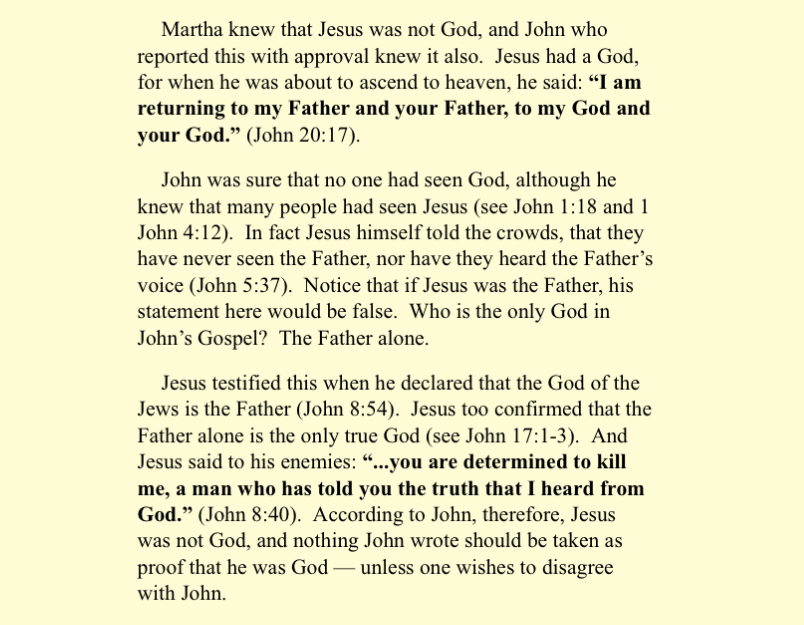 Martha knew that Jesus was not God, and John who
reported this with approval knew it also.  Jesus had a God,
for when he was about to ascend to heaven, he said: “I am
returning to my Father and your Father, to my God and
your God.” (John 20:17).
John was sure that no one had seen God, although he
knew that many people had seen Jesus (see John 1:18 and 1
John 4:12).  In fact Jesus himself told the crowds, that they
have never seen the Father, nor have they heard the Father’s
voice (John 5:37).  Notice that if Jesus was the Father, his
statement here would be false.  Who is the only God in
John’s Gospel?  The Father alone.
Jesus testified this when he declared that the God of the
Jews is the Father (John 8:54).  Jesus too confirmed that the
Father alone is the only true God (see John 17:1-3).  And
Jesus said to his enemies: “...you are determined to kill
me, a man who has told you the truth that I heard from
God.” (John 8:40).  According to John, therefore, Jesus
was not God, and nothing John wrote should be taken as
proof that he was God — unless one wishes to disagree
with John.